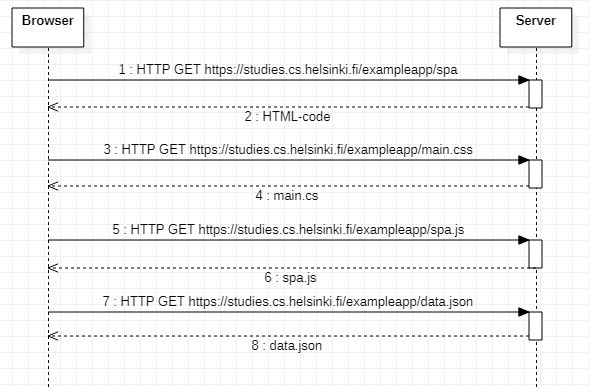 Browser
Server
1 : HTTP GET https://studies.cs.helsinki.fi/exampleapp/spa
2 : HTML-code
3 : HTTP GET https://studies.cs.helsinki.fi/exampleapp/main.css
4 : main.cs
5 : HTTP GET https://studies.cs.helsinki.fi/exampleapp/spa.js
6 : spa.js
7 : HTTP GET https://studies.cs.helsinki.fi/exampleapp/data.json
8 : data.json